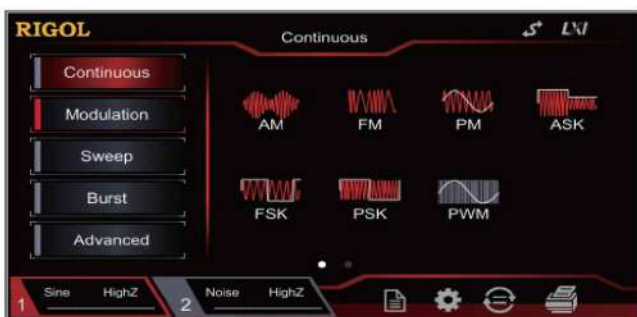 RIGOL
Continuous
LXI
Continuous
Modulation
Sweep
Burst
Advanced
AM
FM
PM
ASK
FSK
PSK
PWM
1
Sine
HighZ
2
Noise
HighZ